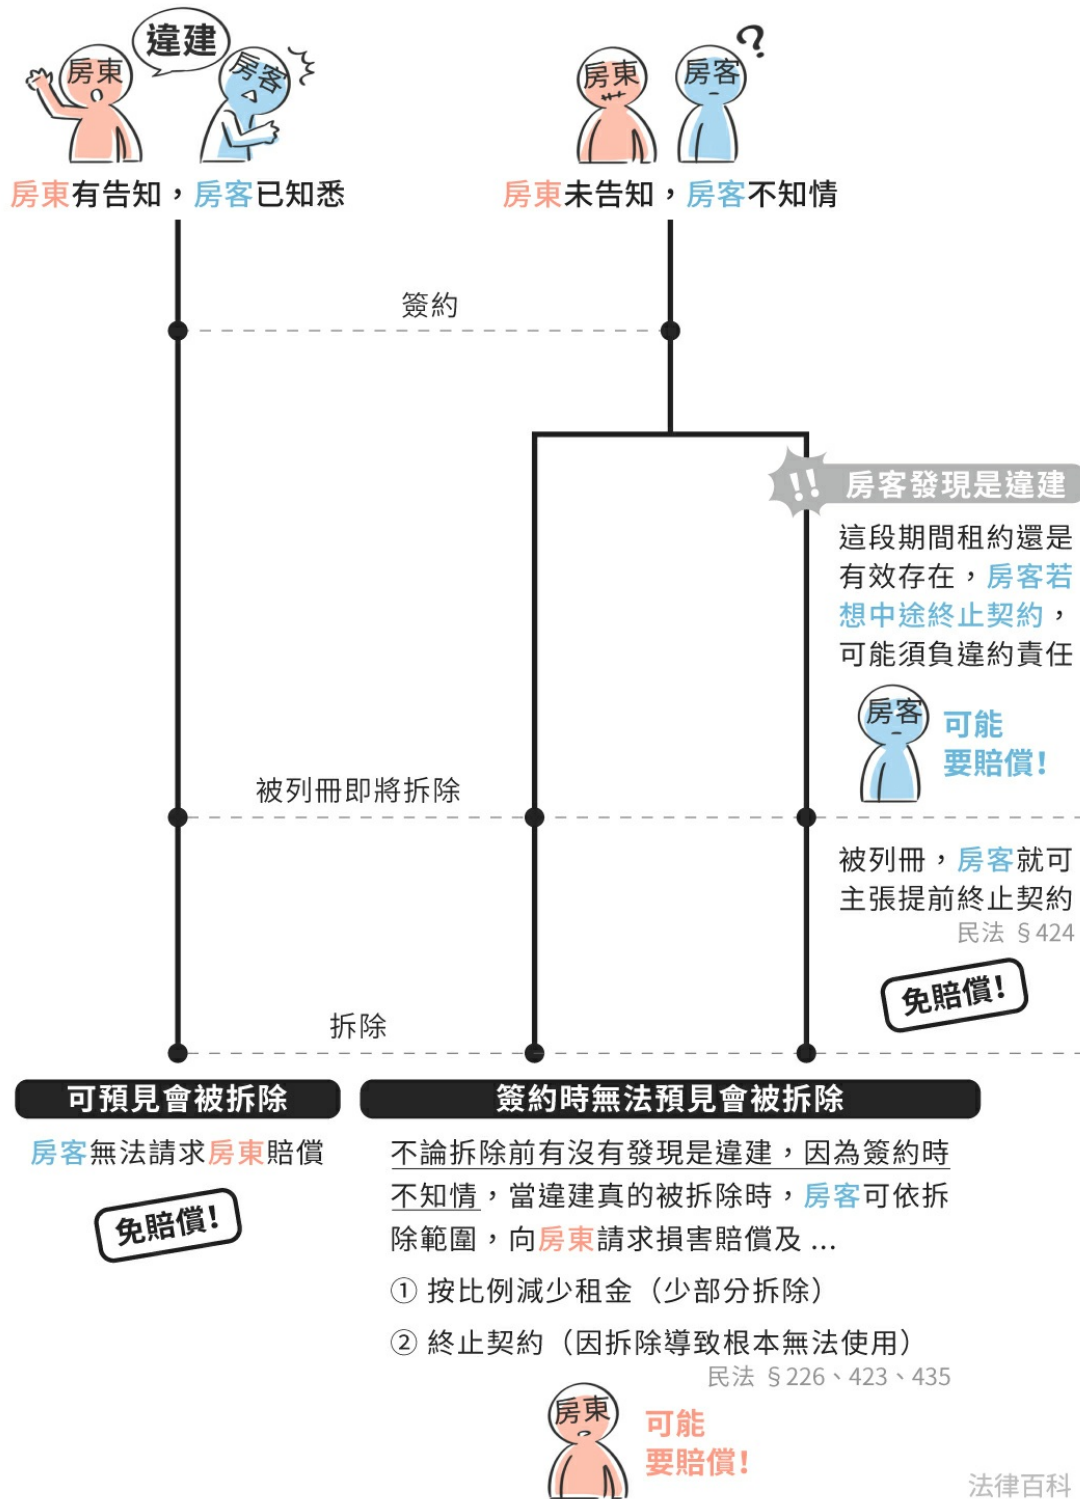 違建
房東
房客
房東
房客
?
房東有告知，房客已知悉
房東未告知，房客不知情
簽約
!! 房客發現是違建
這段期間租約還是
有效存在，房客若
想中途終止契約，
可能須負違約責任
房客
可能
要賠償！
被列冊即將拆除
被列冊，房客就可
主張提前終止契約
民法 §424
免賠償！
拆除
可預見會被拆除
房客無法請求房東賠償
免賠償！
簽約時無法預見會被拆除
不論拆除前有沒有發現是違建，因為簽約時
不知情，當違建真的被拆除時，房客可依拆
除範圍，向房東請求損害賠償及 ...
① 按比例減少租金（少部分拆除）
② 終止契約（因拆除導致根本無法使用）
民法 §226、423、435
房東
可能
要賠償！
法律百科